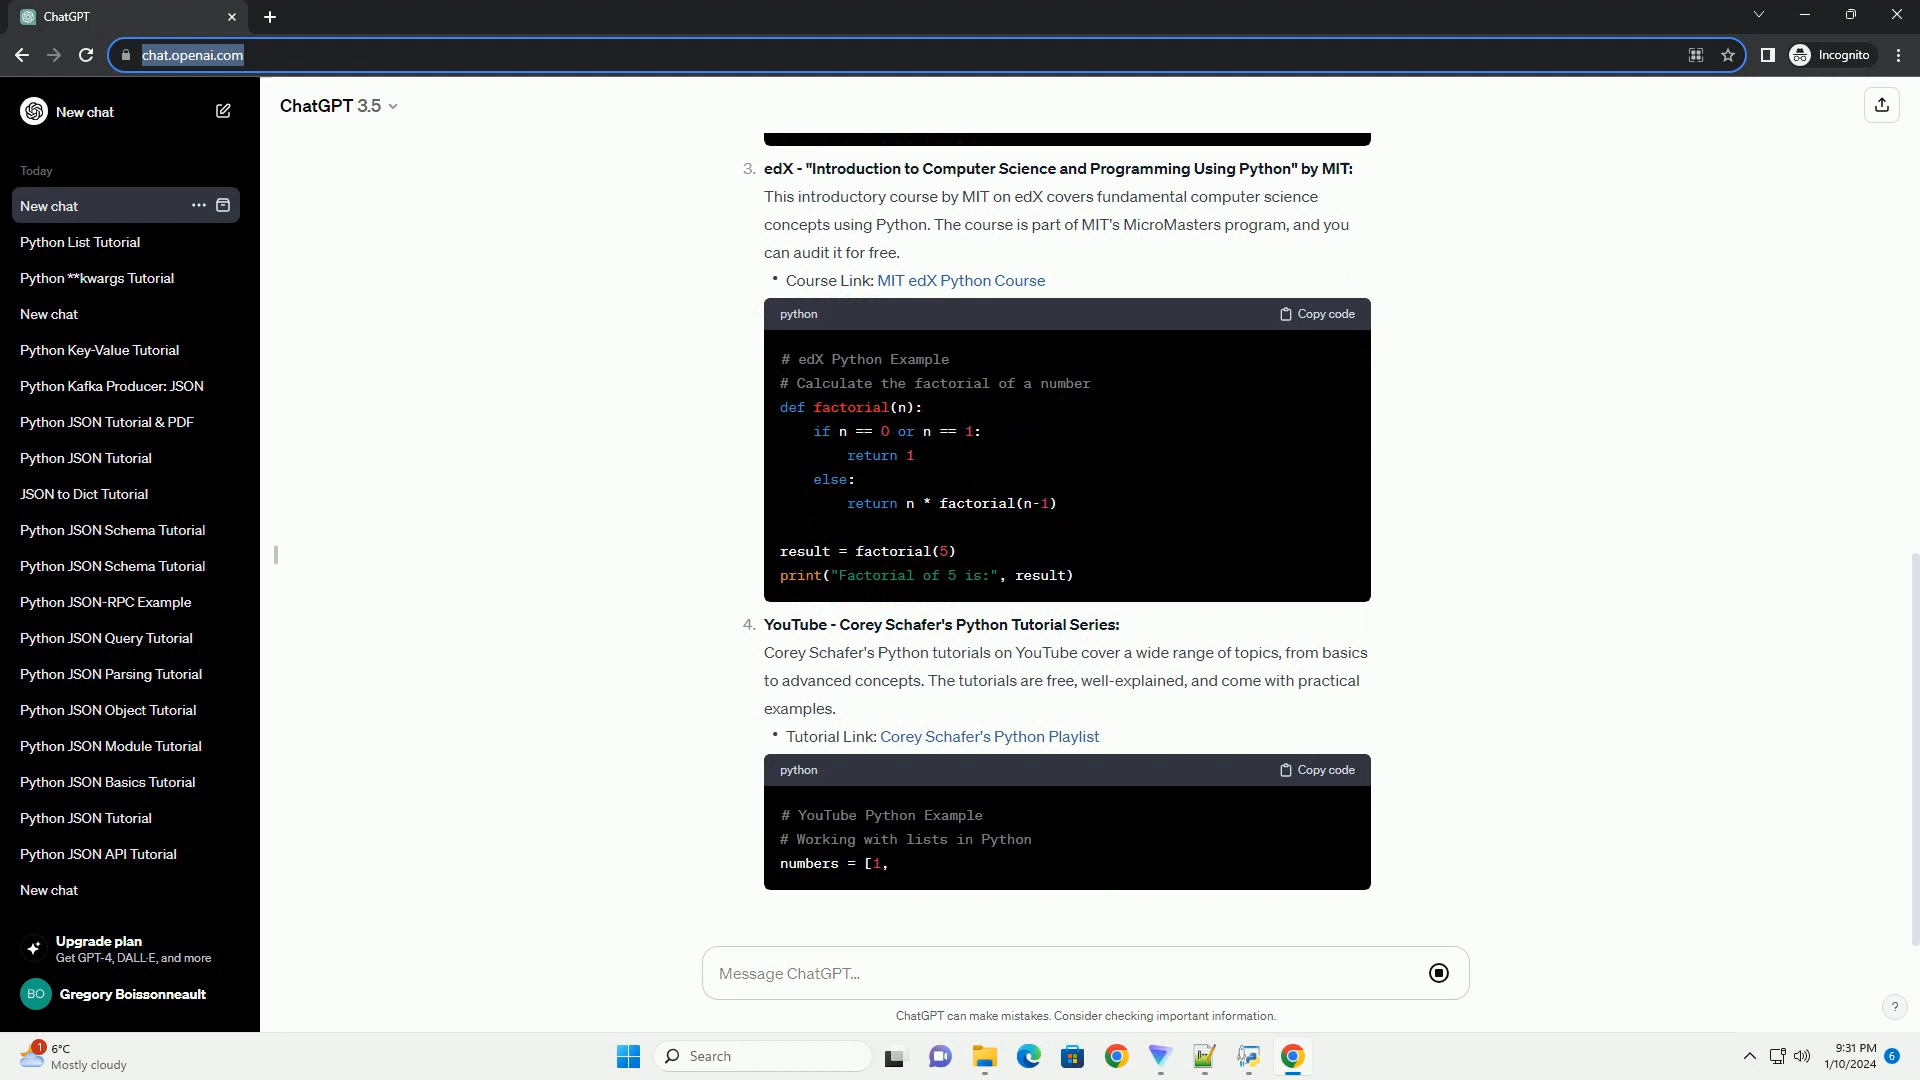 ChatGPT
chat.openai.com
Incognito
New chat
Today
New chat
Python List Tutorial
Python **kwargs Tutorial
New chat
Python Key-Value Tutorial
Python Kafka Producer: JSON
Python JSON Tutorial & PDF
Python JSON Tutorial
JSON to Dict Tutorial
Python JSON Schema Tutorial
Python JSON Schema Tutorial
Python JSON-RPC Example
Python JSON Query Tutorial
Python JSON Parsing Tutorial
Python JSON Object Tutorial
Python JSON Module Tutorial
Python JSON Basics Tutorial
Python JSON Tutorial
Python JSON API Tutorial
New chat
Upgrade plan
Get GPT-4, DALL·E, and more
BO
Gregory Boissonneault
ChatGPT 3.5
3. edX - "Introduction to Computer Science and Programming Using Python" by MIT:
This introductory course by MIT on edX covers fundamental computer science
concepts using Python. The course is part of MIT's MicroMasters program, and you
can audit it for free.
• Course Link: MIT edX Python Course
python
Copy code
# edX Python Example
# Calculate the factorial of a number
def factorial(n):
    if n == 0 or n == 1:
        return 1
    else:
        return n * factorial(n-1)
result = factorial(5)
print("Factorial of 5 is:", result)
4. YouTube - Corey Schafer's Python Tutorial Series:
Corey Schafer's Python tutorials on YouTube cover a wide range of topics, from basics
to advanced concepts. The tutorials are free, well-explained, and come with practical
examples.
• Tutorial Link: Corey Schafer's Python Playlist
python
Copy code
# YouTube Python Example
# Working with lists in Python
numbers = [1,
Message ChatGPT...
ChatGPT can make mistakes. Consider checking important information.
?
1
6°C
Mostly cloudy
Search
9:31 PM
1/10/2024
6